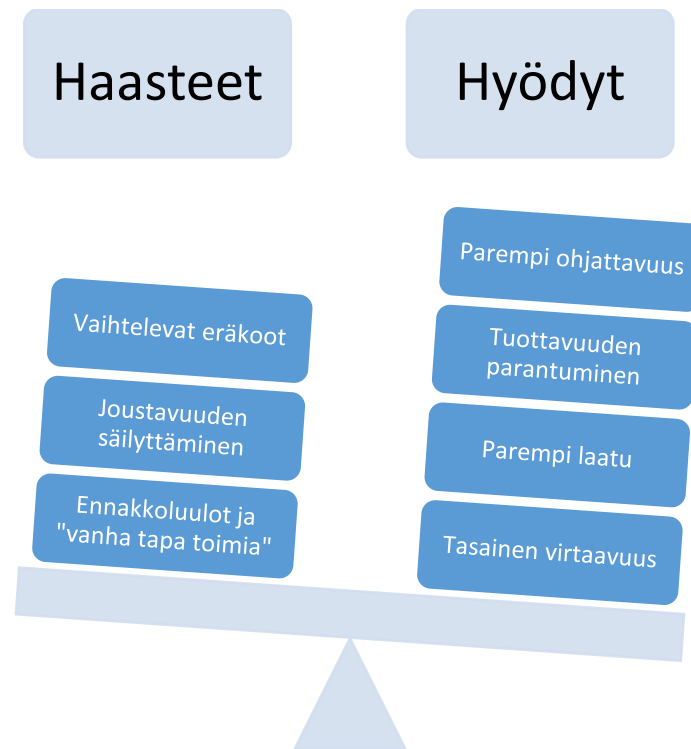 Haasteet
Hyödyt
Vaihtelevat eräkoot
Joustavuuden
säilyttäminen
Ennakkoluulot ja
"vanha tapa toimia"
Parempi ohjattavuus
Tuottavuuden
parantuminen
Parempi laatu
Tasainen virtaavuus